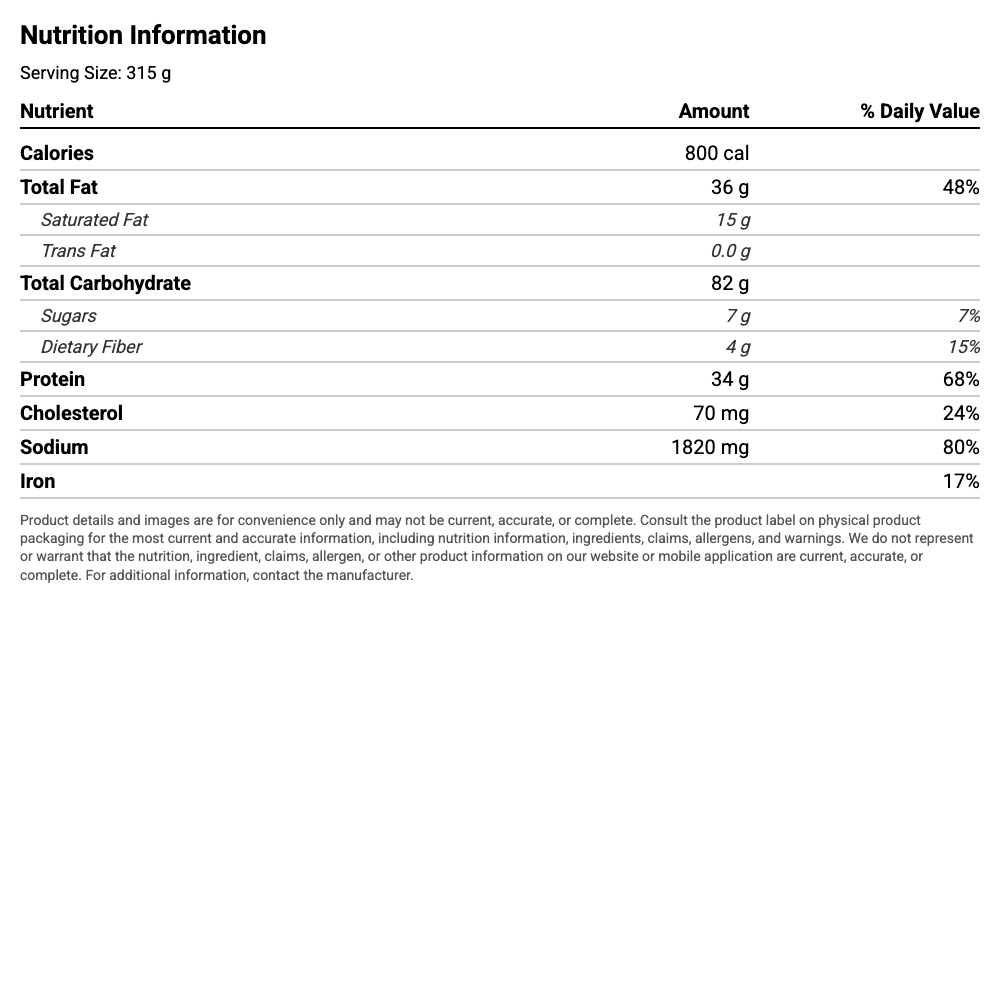 Nutrition Information
Serving Size: 315 g
Nutrient Amount % Daily Value
Calories 800 cal
Total Fat 36 g 48%
Saturated Fat 15 g
Trans Fat 0.0 g
Total Carbohydrate 82 g
Sugars 7 g 7%
Dietary Fiber 4 g 15%
Protein 34 g 68%
Cholesterol 70 mg 24%
Sodium 1820 mg 80%
Iron 17%
Product details and images are for convenience only and may not be current, accurate, or complete. Consult the product label on physical product
packaging for the most current and accurate information, including nutrition information, ingredients, claims, allergens, and warnings. We do not represent
or warrant that the nutrition, ingredient, claims, allergen, or other product information on our website or mobile application are current, accurate, or
complete. For additional information, contact the manufacturer.